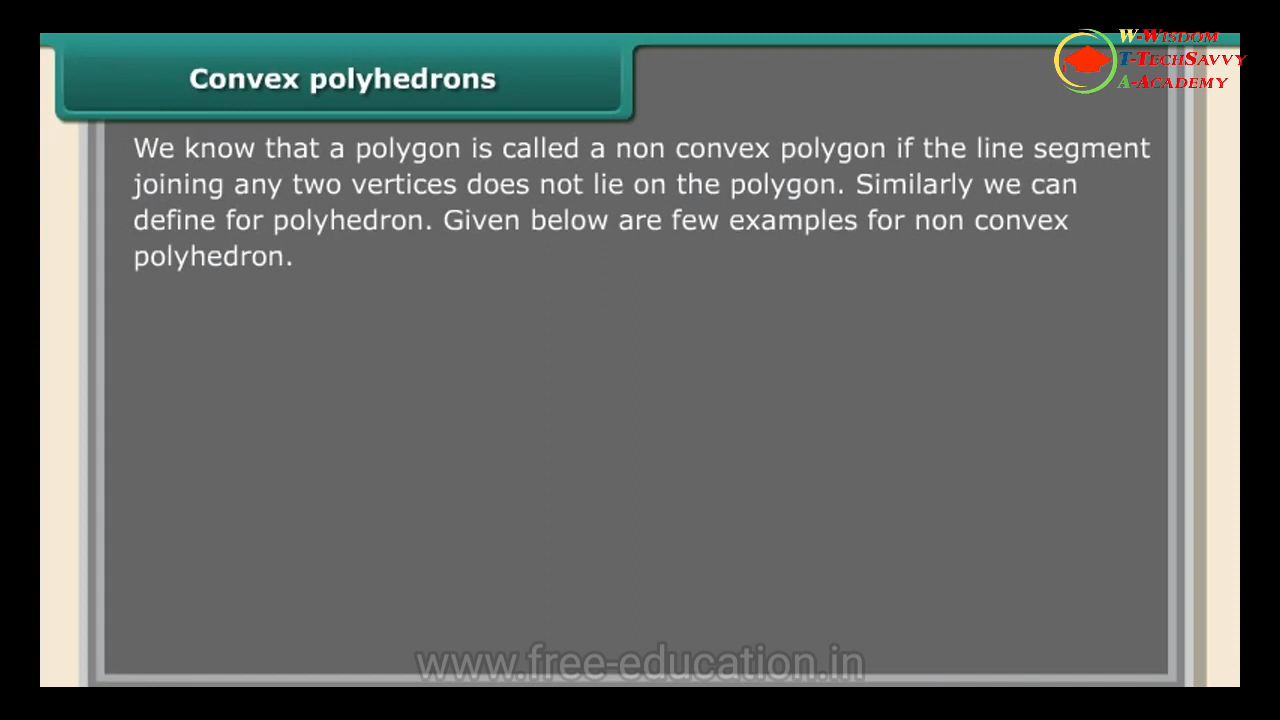 W-Wisdom
T-TechSavvy
A-Academy
Convex polyhedrons
We know that a polygon is called a non convex polygon if the line segment
joining any two vertices does not lie on the polygon. Similarly we can
define for polyhedron. Given below are few examples for non convex
polyhedron.
www.free-education.in